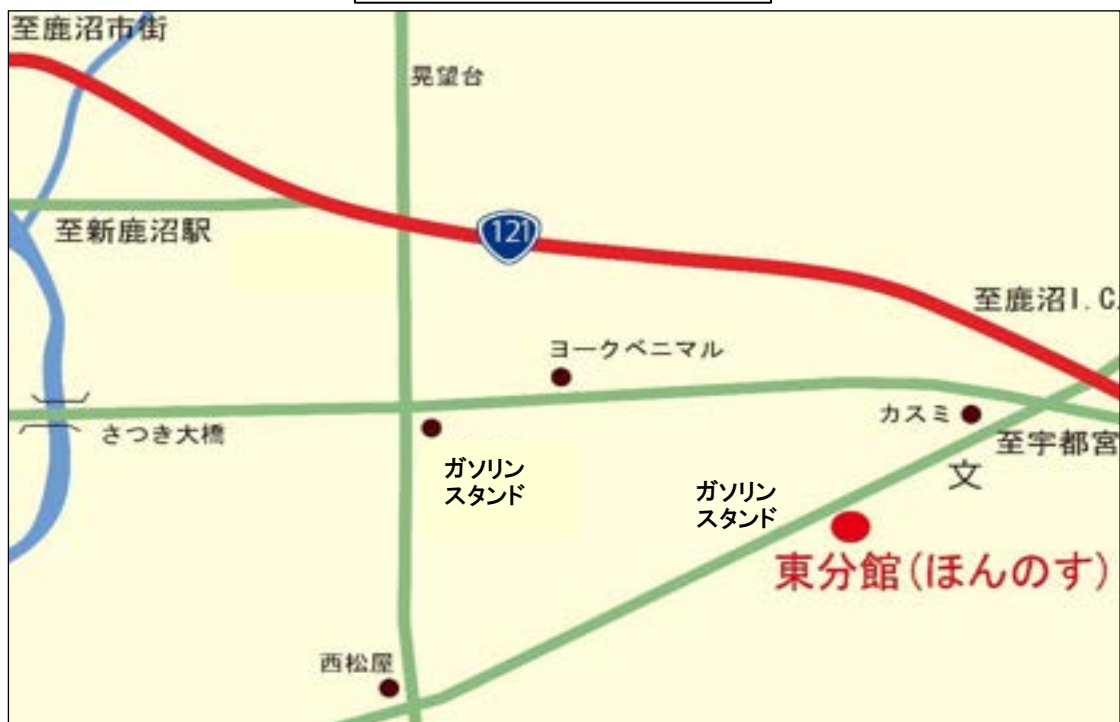 至鹿沼市街
晃望台
至新鹿沼駅
121
至鹿沼I.C.
ヨークベニマル
カスミ
さつき大橋
至宇都宮
ガソリン
スタンド
文
ガソリン
スタンド
東分館(ほんのす)
西松屋